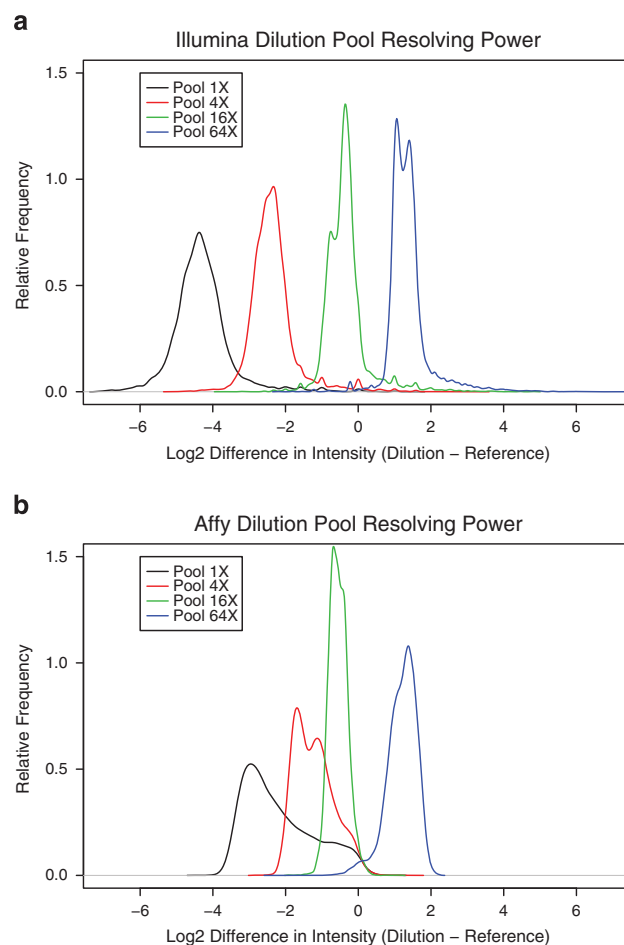 a
Illumina Dilution Pool Resolving Power
1.5
Pool 1X
Pool 4X
Pool 16X
Pool 64X
1.0
0.5
0.0
Relative Frequency
−6 −4 −2 0 2 4 6
Log2 Difference in Intensity (Dilution − Reference)
b
Affy Dilution Pool Resolving Power
1.5
Pool 1X
Pool 4X
Pool 16X
Pool 64X
1.0
0.5
0.0
Relative Frequency
−6 −4 −2 0 2 4 6
Log2 Difference in Intensity (Dilution − Reference)